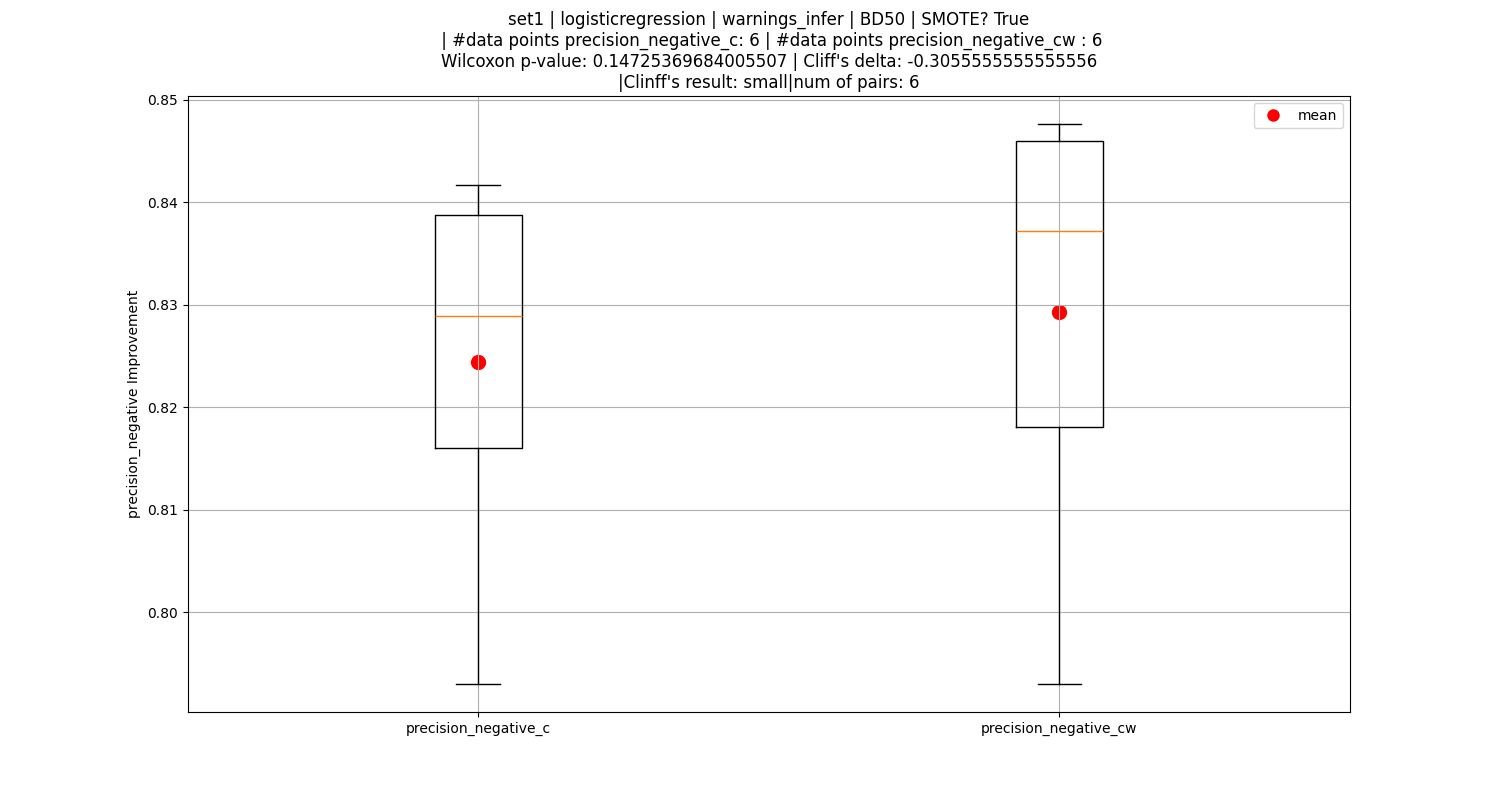 set1 | logisticregression | warnings_infer | BD50 | SMOTE? True
| #data points precision_negative_c: 6 | #data points precision_negative_cw : 6
Wilcoxon p-value: 0.14725369684005507 | Cliff's delta: -0.3055555555555556
|Clinff's result: small|num of pairs: 6
mean
0.85
0.84
0.83
0.82
0.81
0.80
precision_negative Improvement
precision_negative_c
precision_negative_cw